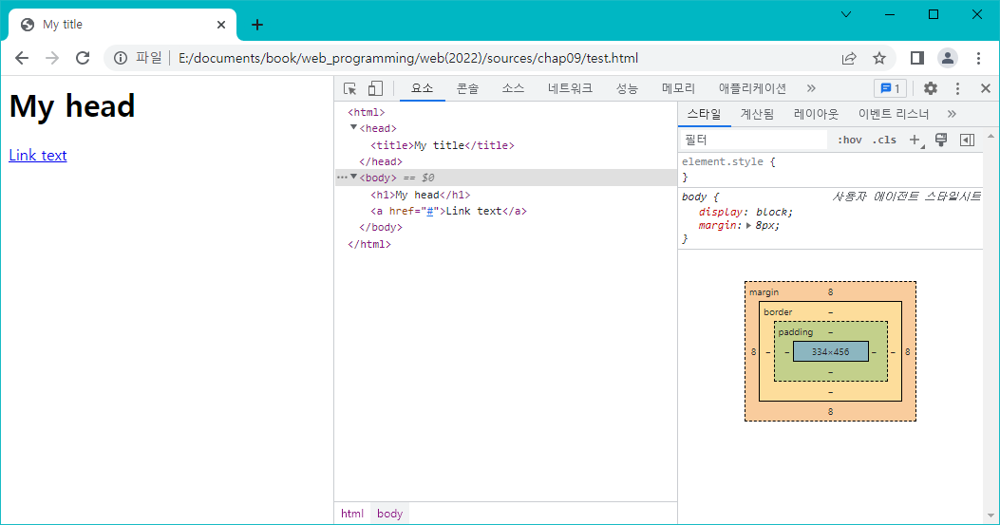 My title
파일 E:/documents/book/web_programming/web(2022)/sources/chap09/test.html
My head
Link text
요소 콘솔 소스 네트워크 성능 메모리 애플리케이션 » 1
<html>
<head>
<title>My title</title>
</head>
<body> == $0
<h1>My head</h1>
<a href="#">Link text</a>
</body>
</html>
html body
스타일 계산됨 레이아웃 이벤트 리스너 »
필터 :hov .cls +
element.style {
}
body { 사용자 에이전트 스타일시트
display: block;
margin: 8px;
}
margin 8
border –
padding –
8 – – 334×456 – – 8
–
–
8